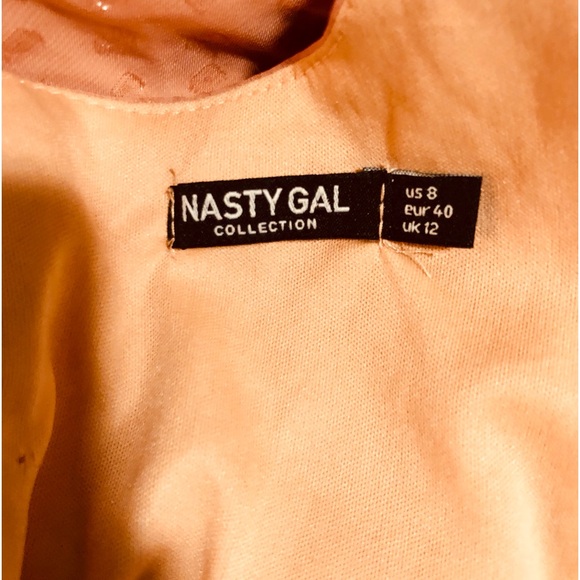 NASTY GAL
COLLECTION
us 8
eur 40
uk 12